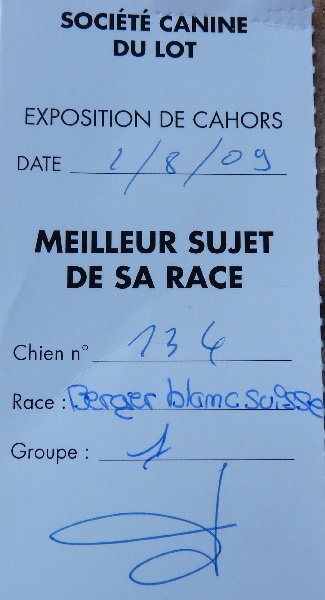 SOCIÉTÉ CANINE
DU LOT
EXPOSITION DE CAHORS
DATE 2/8/09
MEILLEUR SUJET
DE SA RACE
Chien n° 134
Race : Berger blanc suisse
Groupe : 1